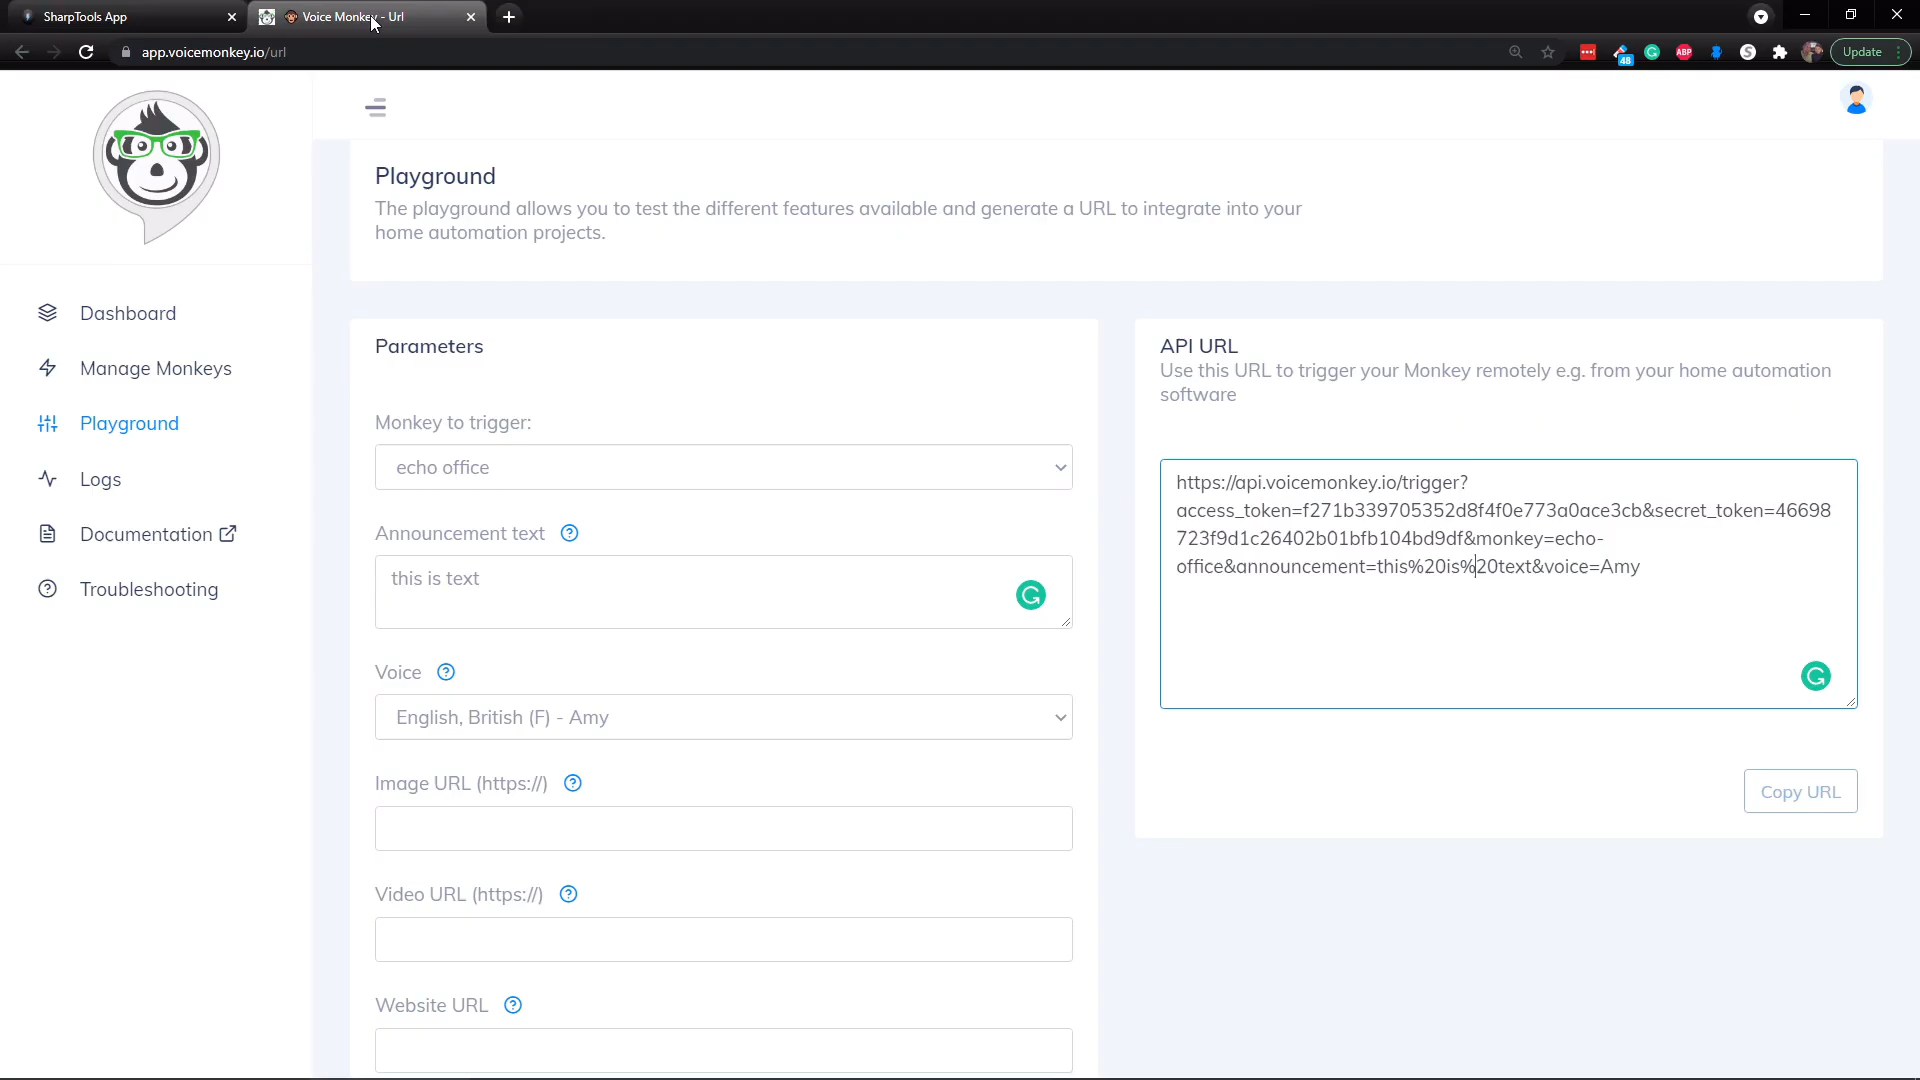 SharpTools App
Voice Monkey - Url
app.voicemonkey.io/url
48
ABP
Update
Playground
The playground allows you to test the different features available and generate a URL to integrate into your
home automation projects.
Dashboard
Manage Monkeys
Playground
Logs
Documentation
Troubleshooting
Parameters
Monkey to trigger:
echo office
Announcement text
this is text
Voice
English, British (F) - Amy
Image URL (https://)
Video URL (https://)
Website URL
API URL
Use this URL to trigger your Monkey remotely e.g. from your home automation
software
https://api.voicemonkey.io/trigger?
access_token=f271b339705352d8f4f0e773a0ace3cb&secret_token=46698
723f9d1c26402b01bfb104bd9df&monkey=echo-
office&announcement=this%20is%20text&voice=Amy
Copy URL